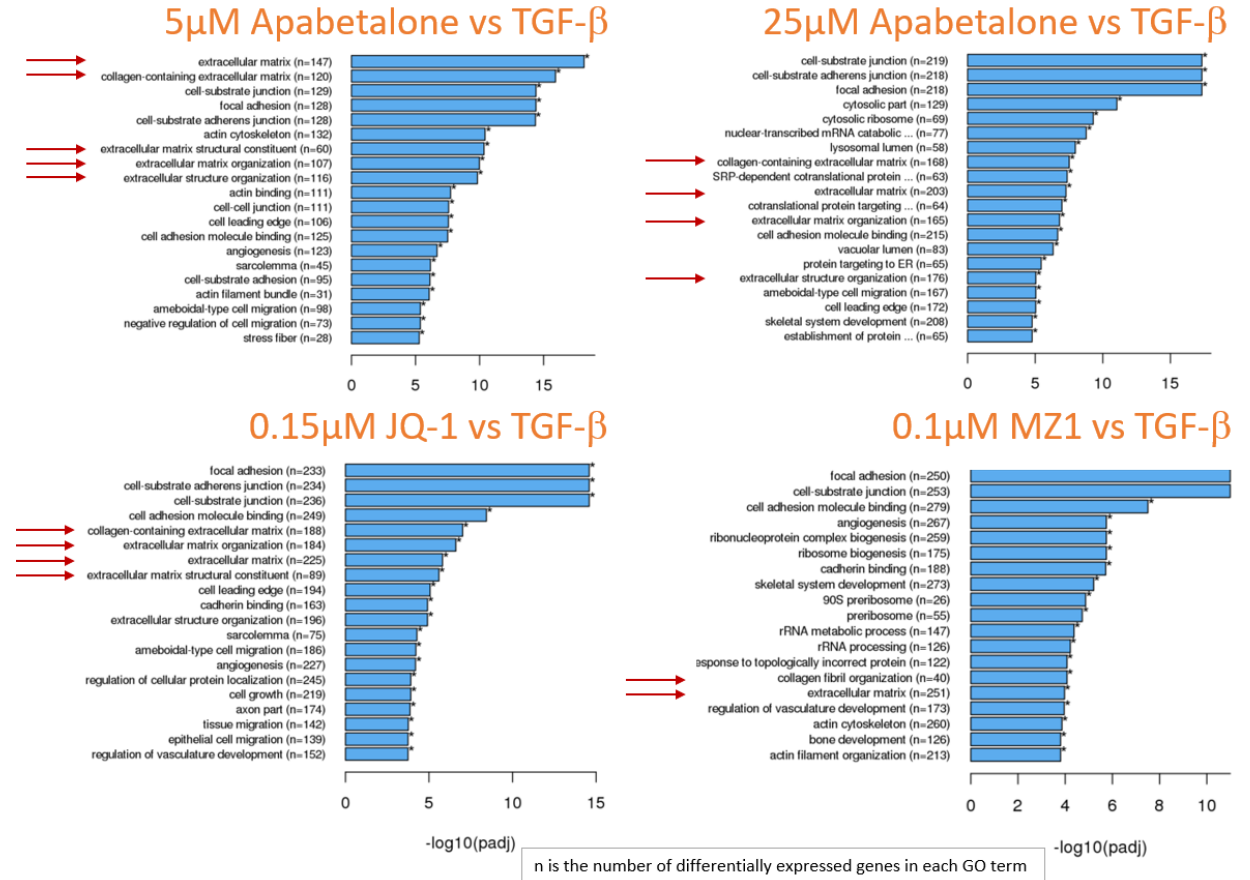 5μM Apabetalone vs TGF-β
extracellular matrix (n=147)
collagen-containing extracellular matrix (n=120)
cell-substrate junction (n=129)
focal adhesion (n=128)
cell-substrate adherens junction (n=128)
actin cytoskeleton (n=132)
extracellular matrix structural constituent (n=60)
extracellular matrix organization (n=107)
extracellular structure organization (n=116)
actin binding (n=111)
cell-cell junction (n=111)
cell leading edge (n=106)
cell adhesion molecule binding (n=125)
angiogenesis (n=123)
sarcolemma (n=45)
cell-substrate adhesion (n=95)
actin filament bundle (n=31)
ameboidal-type cell migration (n=98)
negative regulation of cell migration (n=73)
stress fiber (n=28)
0 5 10 15
25μM Apabetalone vs TGF-β
cell-substrate junction (n=219)
cell-substrate adherens junction (n=218)
focal adhesion (n=218)
cytosolic part (n=129)
cytosolic ribosome (n=69)
nuclear-transcribed mRNA catabolic ... (n=77)
lysosomal lumen (n=58)
collagen-containing extracellular matrix (n=168)
SRP-dependent cotranslational protein ... (n=63)
extracellular matrix (n=203)
cotranslational protein targeting ... (n=64)
extracellular matrix organization (n=165)
cell adhesion molecule binding (n=215)
vacuolar lumen (n=83)
protein targeting to ER (n=65)
extracellular structure organization (n=176)
ameboidal-type cell migration (n=167)
cell leading edge (n=172)
skeletal system development (n=208)
establishment of protein ... (n=65)
0 5 10 15
0.15μM JQ-1 vs TGF-β
focal adhesion (n=233)
cell-substrate adherens junction (n=234)
cell-substrate junction (n=236)
cell adhesion molecule binding (n=249)
collagen-containing extracellular matrix (n=188)
extracellular matrix organization (n=184)
extracellular matrix (n=225)
extracellular matrix structural constituent (n=89)
cell leading edge (n=194)
cadherin binding (n=163)
extracellular structure organization (n=196)
sarcolemma (n=75)
ameboidal-type cell migration (n=186)
angiogenesis (n=227)
regulation of cellular protein localization (n=245)
cell growth (n=219)
axon part (n=174)
tissue migration (n=142)
epithelial cell migration (n=139)
regulation of vasculature development (n=152)
0 5 10 15
-log10(padj)
0.1μM MZ1 vs TGF-β
focal adhesion (n=250)
cell-substrate junction (n=253)
cell adhesion molecule binding (n=279)
angiogenesis (n=267)
ribonucleoprotein complex biogenesis (n=259)
ribosome biogenesis (n=175)
cadherin binding (n=188)
skeletal system development (n=273)
90S preribosome (n=26)
preribosome (n=55)
rRNA metabolic process (n=147)
rRNA processing (n=126)
esponse to topologically incorrect protein (n=122)
collagen fibril organization (n=40)
extracellular matrix (n=251)
regulation of vasculature development (n=173)
actin cytoskeleton (n=260)
bone development (n=126)
actin filament organization (n=213)
0 2 4 6 8 10
-log10(padj)
n is the number of differentially expressed genes in each GO term